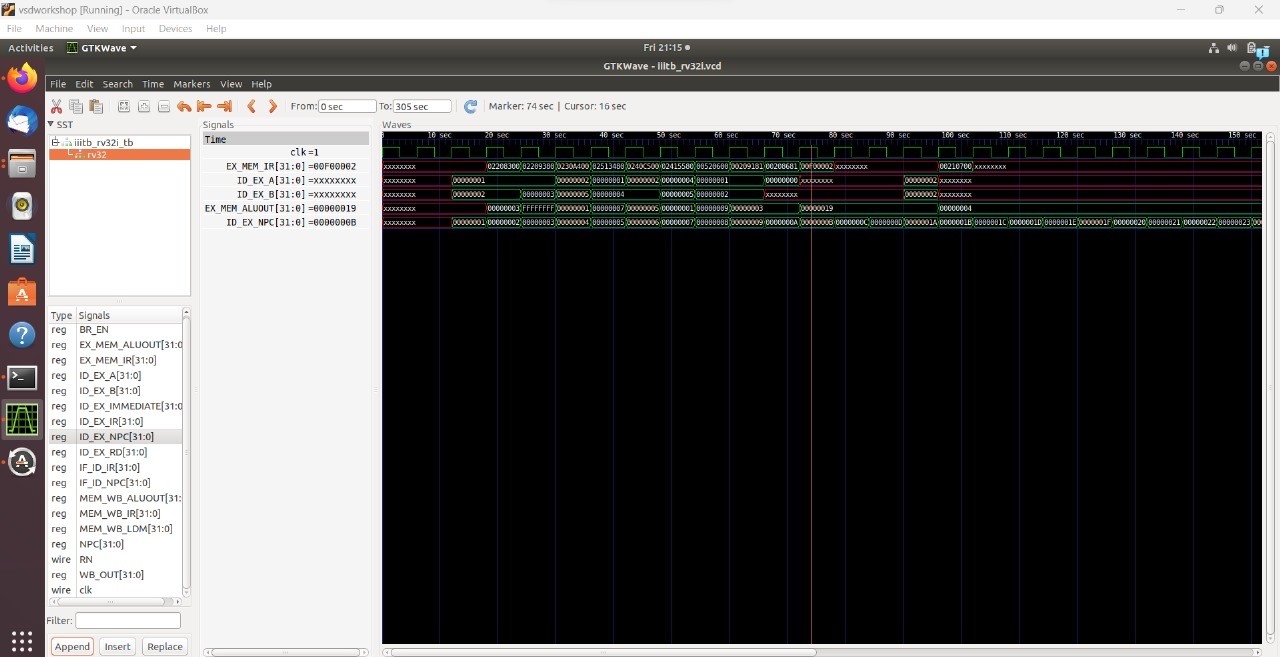 vsdworkshop [Running] - Oracle VirtualBox
File Machine View Input Devices Help
Activities GTKWave Fri 21:15
GTKWave - iiitb_rv32i.vcd
File Edit Search Time Markers View Help
From: 0 sec To: 305 sec Marker: 74 sec | Cursor: 16 sec
SST
iiitb_rv32i_tb
rv32
Signals
Time
clk=1
EX_MEM_IR[31:0]=00F00002
ID_EX_A[31:0]=xxxxxxxx
ID_EX_B[31:0]=xxxxxxxx
EX_MEM_ALUOUT[31:0]=00000019
ID_EX_NPC[31:0]=0000000B
Waves
10 sec 20 sec 30 sec 40 sec 50 sec 60 sec 70 sec 80 sec 90 sec 100 sec 110 sec 120 sec 130 sec 140 sec 150 sec
xxxxxxxx 02208300 02209380 0230A400 02513480 0240C500 02415580 00520600 00209181 00208681 00F00002 xxxxxxxx 00210700 xxxxxxxx
xxxxxxxx 00000001 00000002 00000001 00000002 00000004 00000001 00000000 xxxxxxxx 00000002 xxxxxxxx
xxxxxxxx 00000002 00000003 00000005 00000004 00000005 00000002 xxxxxxxx 00000002 xxxxxxxx
xxxxxxxx 00000003 FFFFFFFF 00000001 00000007 00000005 00000001 00000009 00000003 00000019 00000004
xxxxxxxx 00000001 00000002 00000003 00000004 00000005 00000006 00000007 00000008 00000009 0000000A 0000000B 0000000C 0000000D 0000001A 0000001B 0000001C 0000001D 0000001E 0000001F 00000020 00000021 00000022 00000023
Type Signals
reg BR_EN
reg EX_MEM_ALUOUT[31:0
reg EX_MEM_IR[31:0]
reg ID_EX_A[31:0]
reg ID_EX_B[31:0]
reg ID_EX_IMMEDIATE[31:0
reg ID_EX_IR[31:0]
reg ID_EX_NPC[31:0]
reg ID_EX_RD[31:0]
reg IF_ID_IR[31:0]
reg IF_ID_NPC[31:0]
reg MEM_WB_ALUOUT[31:
reg MEM_WB_IR[31:0]
reg MEM_WB_LDM[31:0]
reg NPC[31:0]
wire RN
reg WB_OUT[31:0]
wire clk
Filter:
Append Insert Replace